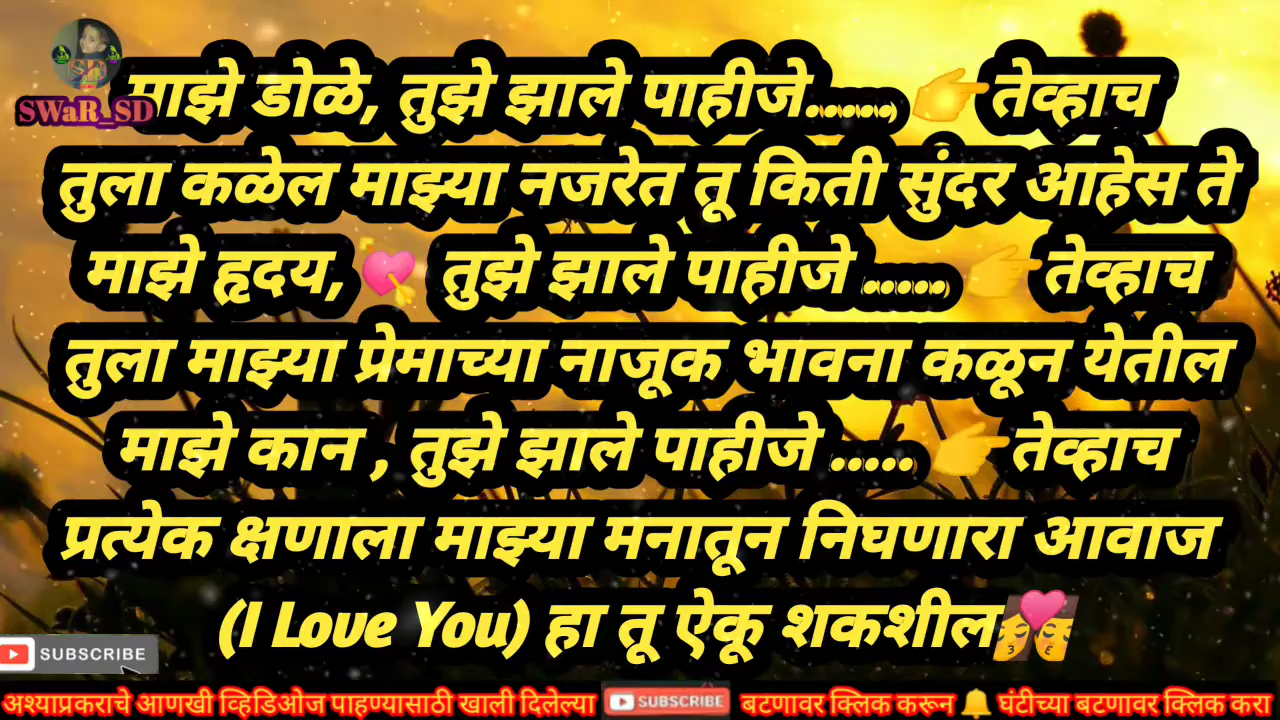 SD
SWaR_SD
माझे डोळे, तुझे झाले पाहीजे......, 👉 तेव्हाच
तुला कळेल माझ्या नजरेत तू किती सुंदर आहेस ते
माझे हृदय, 💘 तुझे झाले पाहीजे ......, 👉 तेव्हाच
तुला माझ्या प्रेमाच्या नाजूक भावना कळून येतील
माझे कान , तुझे झाले पाहीजे ..... 👉 तेव्हाच
प्रत्येक क्षणाला माझ्या मनातून निघणारा आवाज
(I Love You) हा तू ऐकू शकशील
SUBSCRIBE
अश्याप्रकाराचे आणखी व्हिडिओज पाहण्यासाठी खाली दिलेल्या SUBSCRIBE बटणावर क्लिक करून 🔔 घंटीच्या बटणावर क्लिक करा